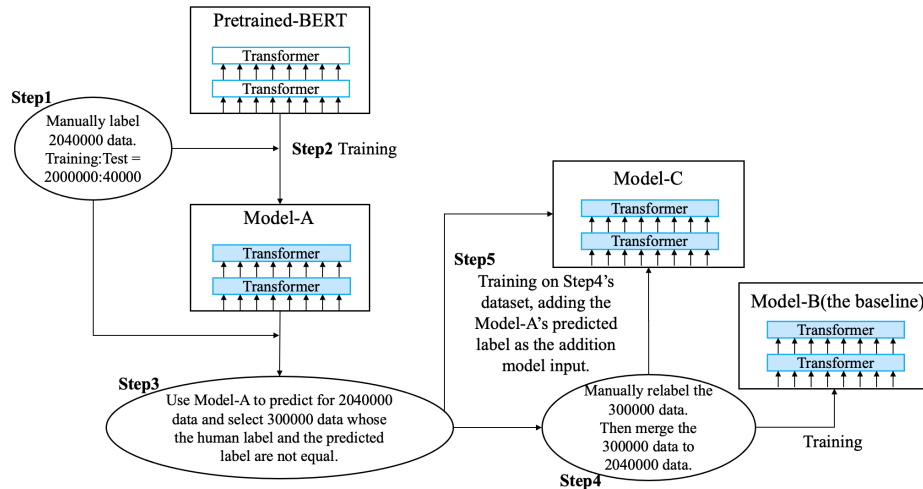 Pretrained-BERT
Transformer
Transformer
Step1
Manually label
2040000 data.
Training:Test =
2000000:40000
Step2 Training
Model-A
Transformer
Transformer
Step3
Use Model-A to predict for 2040000
data and select 300000 data whose
the human label and the predicted
label are not equal.
Model-C
Transformer
Transformer
Step5
Training on Step4's
dataset, adding the
Model-A's predicted
label as the addition
model input.
Model-B(the baseline)
Transformer
Transformer
Manually relabel the
300000 data.
Then merge the
300000 data to
2040000 data.
Step4
Training